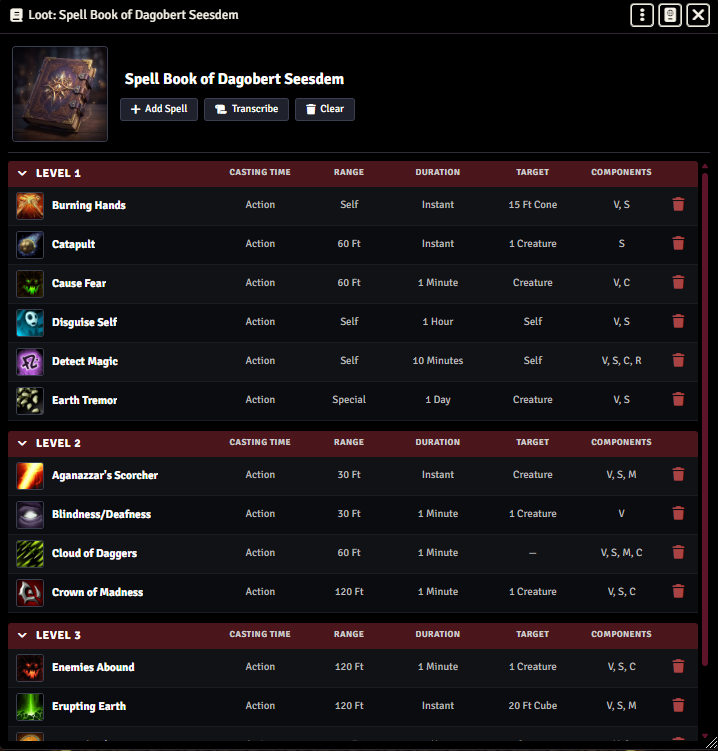 Loot: Spell Book of Dagobert Seesdem
Spell Book of Dagobert Seesdem
Add Spell Transcribe Clear
LEVEL 1 CASTING TIME RANGE DURATION TARGET COMPONENTS
Burning Hands Action Self Instant 15 Ft Cone V, S
Catapult Action 60 Ft Instant 1 Creature S
Cause Fear Action 60 Ft 1 Minute Creature V, C
Disguise Self Action Self 1 Hour Self V, S
Detect Magic Action Self 10 Minutes Self V, S, C, R
Earth Tremor Action Special 1 Day Creature V, S
LEVEL 2 CASTING TIME RANGE DURATION TARGET COMPONENTS
Aganazzar's Scorcher Action 30 Ft Instant Creature V, S, M
Blindness/Deafness Action 30 Ft 1 Minute 1 Creature V
Cloud of Daggers Action 60 Ft 1 Minute — V, S, M, C
Crown of Madness Action 120 Ft 1 Minute 1 Creature V, S, C
LEVEL 3 CASTING TIME RANGE DURATION TARGET COMPONENTS
Enemies Abound Action 120 Ft 1 Minute 1 Creature V, S, C
Erupting Earth Action 120 Ft Instant 20 Ft Cube V, S, M